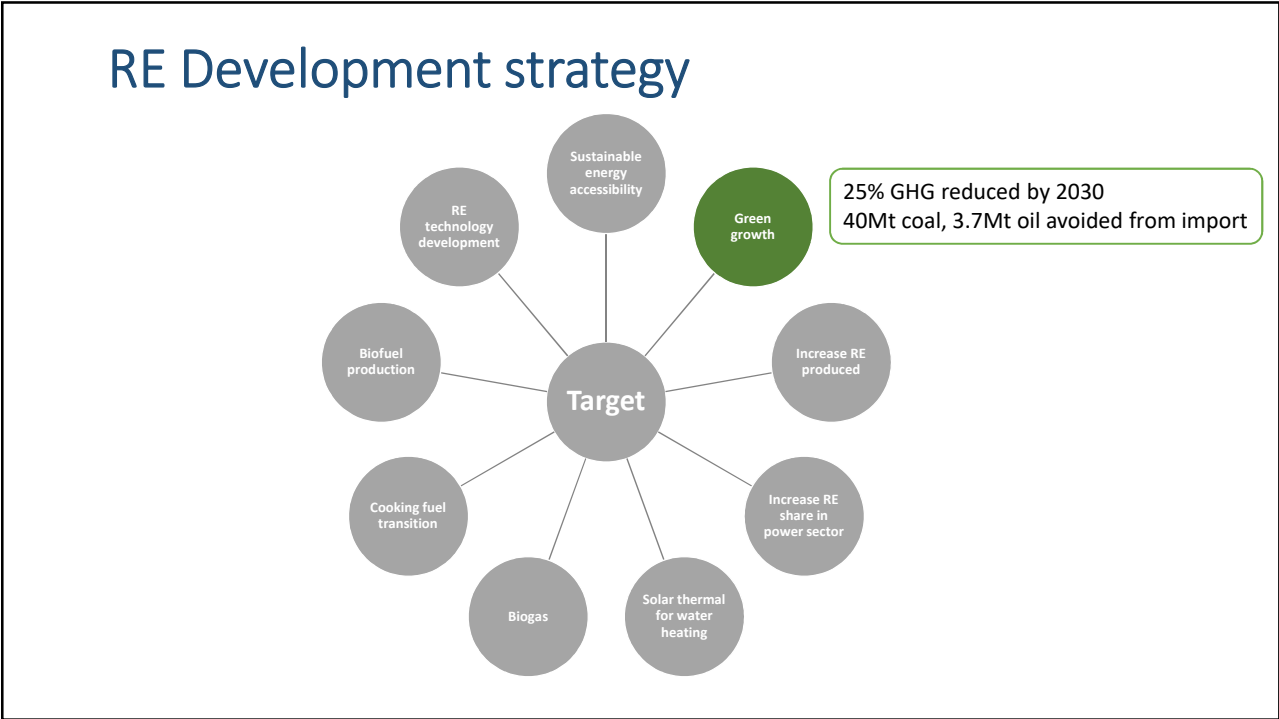 RE Development strategy
Sustainable
energy
accessibility
Green
growth
25% GHG reduced by 2030
40Mt coal, 3.7Mt oil avoided from import
Increase RE
produced
Increase RE
share in
power sector
Solar thermal
for water
heating
Biogas
Cooking fuel
transition
Biofuel
production
RE
technology
development
Target